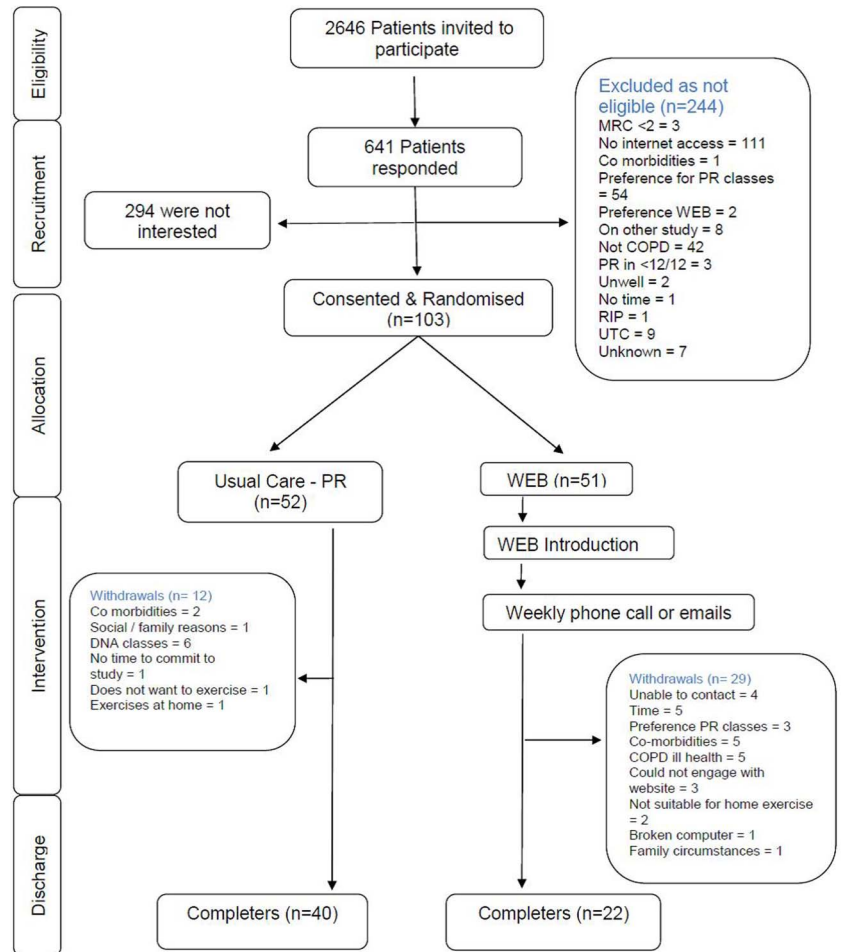 Eligibility
2646 Patients invited to
participate
Excluded as not
eligible (n=244)
MRC <2 = 3
No internet access = 111
Co morbidities = 1
Preference for PR classes
= 54
Preference WEB = 2
On other study = 8
Not COPD = 42
PR in <12/12 = 3
Unwell = 2
No time = 1
RIP = 1
UTC = 9
Unknown = 7
Recruitment
641 Patients
responded
294 were not
interested
Consented & Randomised
(n=103)
Allocation
Usual Care - PR
(n=52)
WEB (n=51)
WEB Introduction
Weekly phone call or emails
Intervention
Withdrawals (n= 12)
Co morbidities = 2
Social / family reasons = 1
DNA classes = 6
No time to commit to
study = 1
Does not want to exercise = 1
Exercises at home = 1
Withdrawals (n= 29)
Unable to contact = 4
Time = 5
Preference PR classes = 3
Co-morbidities = 5
COPD ill health = 5
Could not engage with
website = 3
Not suitable for home exercise
= 2
Broken computer = 1
Family circumstances = 1
Discharge
Completers (n=40)
Completers (n=22)